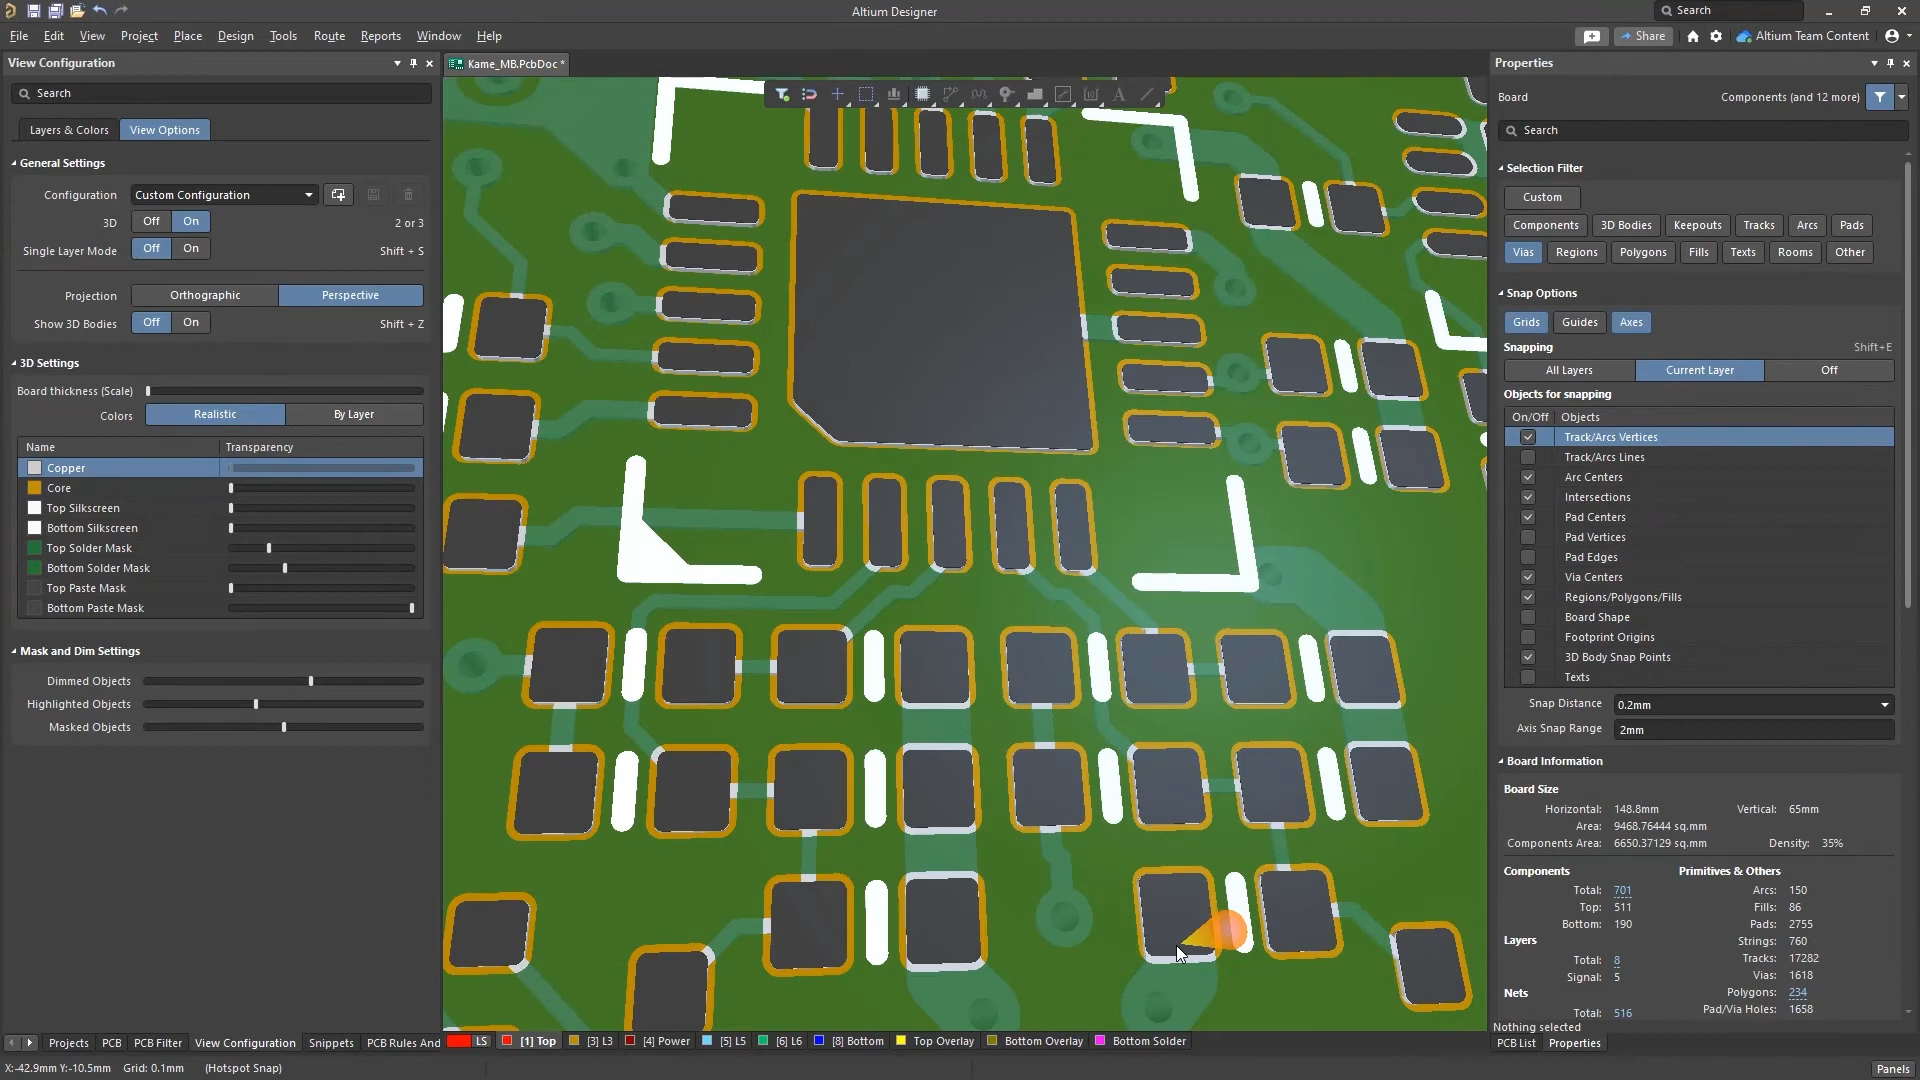 Altium Designer
Search
File Edit View Project Place Design Tools Route Reports Window Help
Share
Altium Team Content
View Configuration
Search
Layers & Colors View Options
General Settings
Configuration Custom Configuration
3D Off On 2 or 3
Single Layer Mode Off On Shift + S
Projection Orthographic Perspective
Show 3D Bodies Off On Shift + Z
3D Settings
Board thickness (Scale)
Colors Realistic By Layer
Name Transparency
Copper
Core
Top Silkscreen
Bottom Silkscreen
Top Solder Mask
Bottom Solder Mask
Top Paste Mask
Bottom Paste Mask
Mask and Dim Settings
Dimmed Objects
Highlighted Objects
Masked Objects
Projects PCB PCB Filter View Configuration Snippets PCB Rules And
Kame_MB.PcbDoc *
LS [1] Top [3] L3 [4] Power [5] L5 [6] L6 [8] Bottom Top Overlay Bottom Overlay Bottom Solder
Properties
Board Components (and 12 more)
Search
Selection Filter
Custom
Components 3D Bodies Keepouts Tracks Arcs Pads
Vias Regions Polygons Fills Texts Rooms Other
Snap Options
Grids Guides Axes
Snapping Shift+E
All Layers Current Layer Off
Objects for snapping
On/Off Objects
Track/Arcs Vertices
Track/Arcs Lines
Arc Centers
Intersections
Pad Centers
Pad Vertices
Pad Edges
Via Centers
Regions/Polygons/Fills
Board Shape
Footprint Origins
3D Body Snap Points
Texts
Snap Distance 0.2mm
Axis Snap Range 2mm
Board Information
Board Size
Horizontal: 148.8mm Vertical: 65mm
Area: 9468.76444 sq.mm
Components Area: 6650.37129 sq.mm Density: 35%
Components Primitives & Others
Total: 701 Arcs: 150
Top: 511 Fills: 86
Bottom: 190 Pads: 2755
Layers Strings: 760
Total: 8 Tracks: 17282
Signal: 5 Vias: 1618
Nets Polygons: 234
Total: 516 Pad/Via Holes: 1658
Nothing selected
PCB List Properties
X:-42.9mm Y:-10.5mm Grid: 0.1mm (Hotspot Snap)
Panels